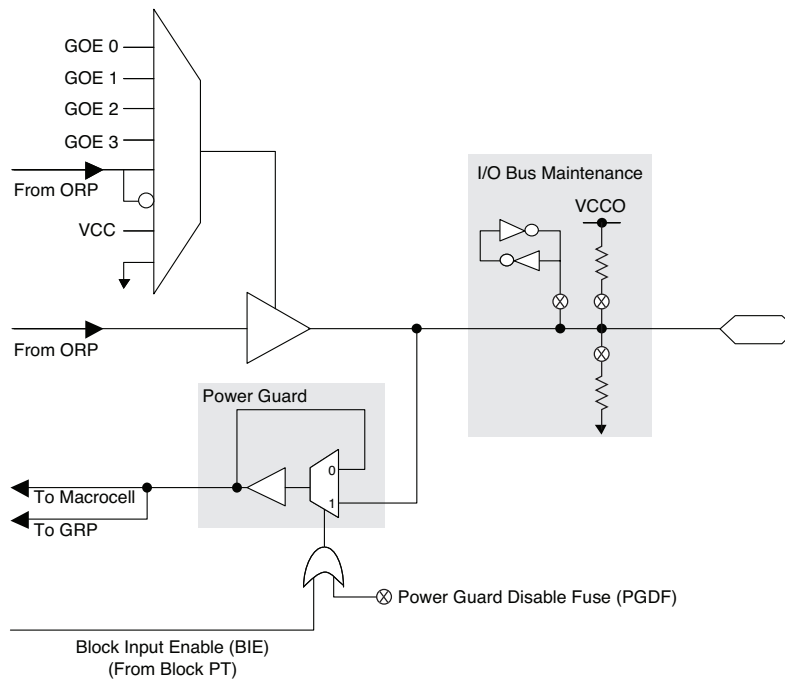 GOE 0
GOE 1
GOE 2
GOE 3
From ORP
VCC
From ORP
I/O Bus Maintenance
VCCO
Power Guard
0
1
To Macrocell
To GRP
Power Guard Disable Fuse (PGDF)
Block Input Enable (BIE)
(From Block PT)